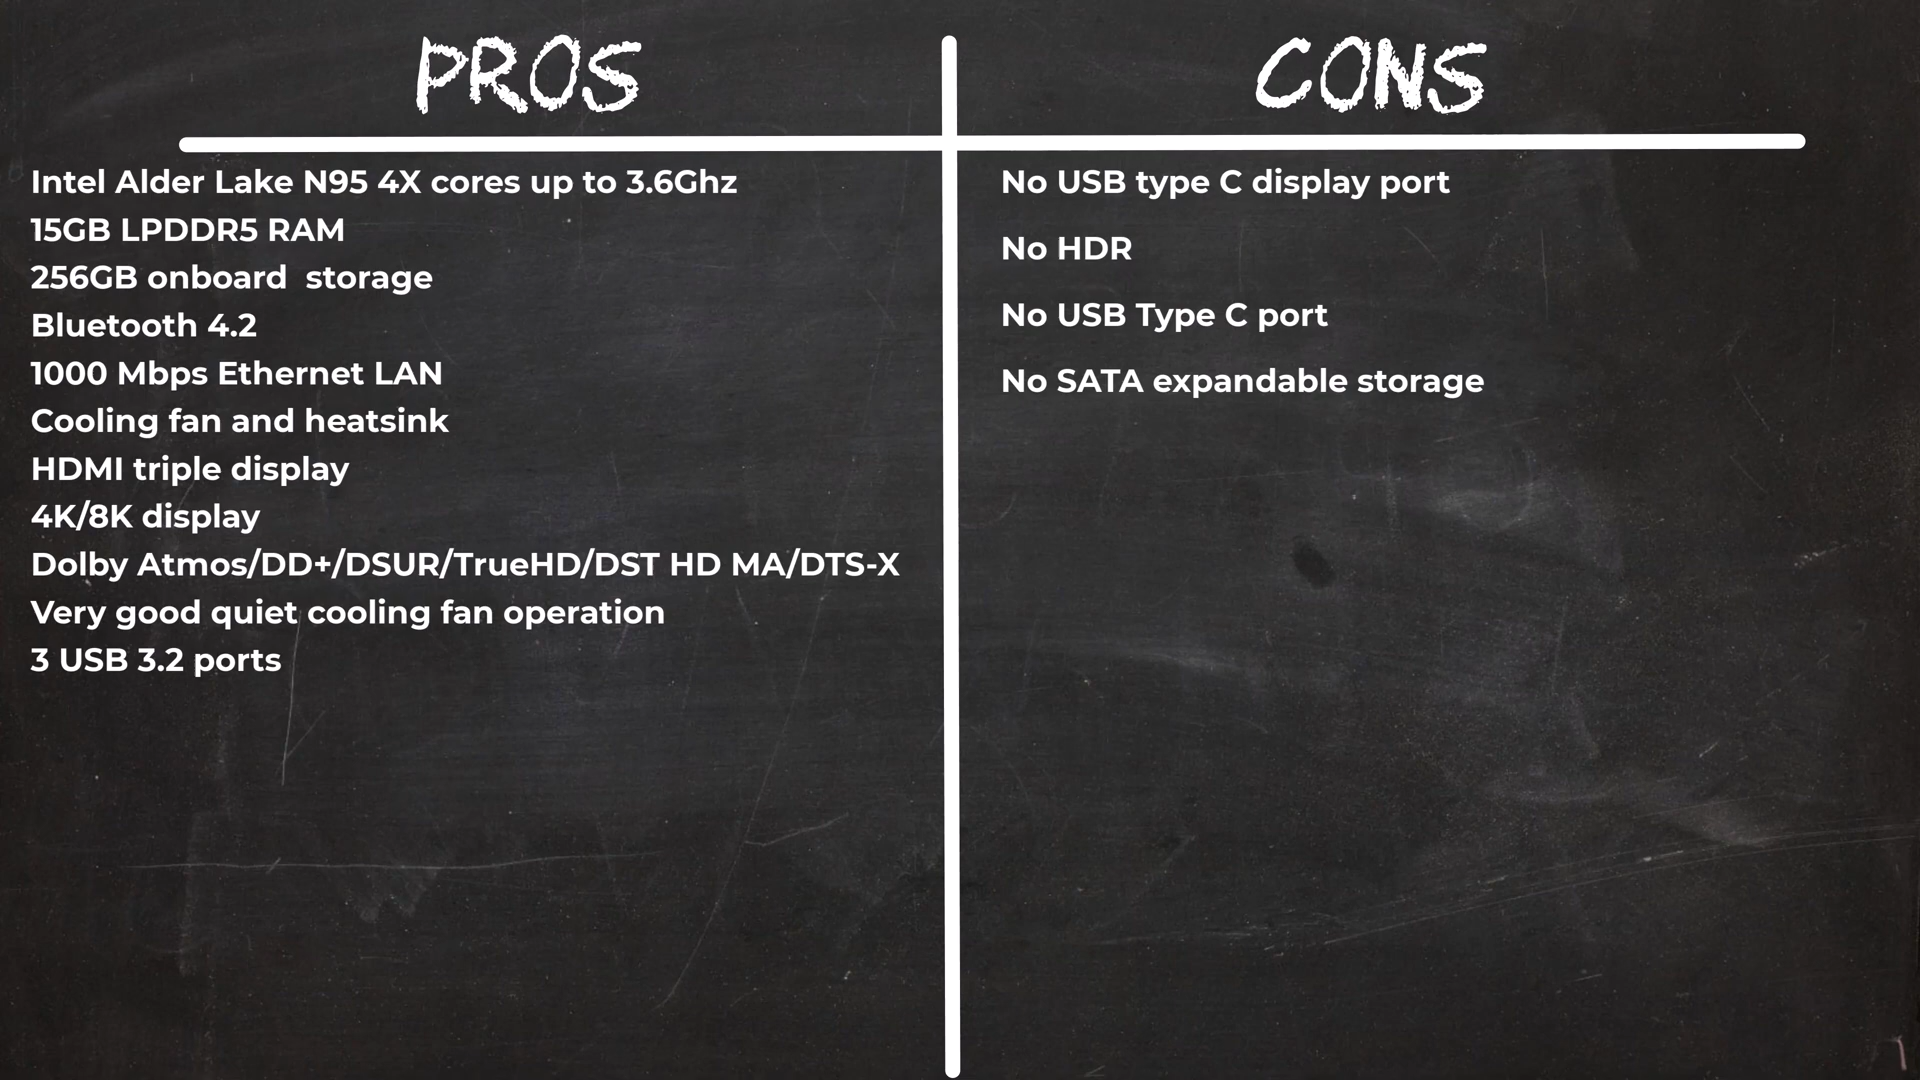 PROS
Intel Alder Lake N95 4X cores up to 3.6Ghz
15GB LPDDR5 RAM
256GB onboard  storage
Bluetooth 4.2
1000 Mbps Ethernet LAN
Cooling fan and heatsink
HDMI triple display
4K/8K display
Dolby Atmos/DD+/DSUR/TrueHD/DST HD MA/DTS-X
Very good quiet cooling fan operation
3 USB 3.2 ports
CONS
No USB type C display port
No HDR
No USB Type C port
No SATA expandable storage